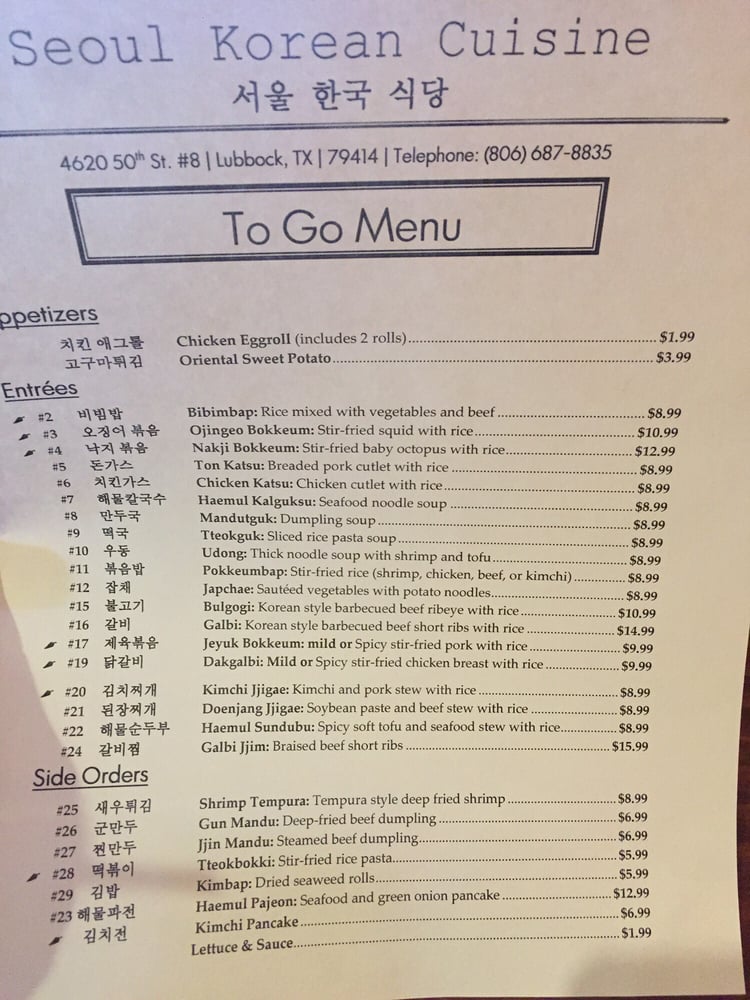 Seoul Korean Cuisine
서울 한국 식당
4620 50th St. #8 | Lubbock, TX | 79414 | Telephone: (806) 687-8835
To Go Menu
ppetizers
치킨 애그롤 Chicken Eggroll (includes 2 rolls) $1.99
고구마튀김 Oriental Sweet Potato $3.99
Entrées
#2 비빔밥 Bibimbap: Rice mixed with vegetables and beef $8.99
#3 오징어 볶음 Ojingeo Bokkeum: Stir-fried squid with rice $10.99
#4 낙지 볶음 Nakji Bokkeum: Stir-fried baby octopus with rice $12.99
#5 돈가스 Ton Katsu: Breaded pork cutlet with rice $8.99
#6 치킨가스 Chicken Katsu: Chicken cutlet with rice $8.99
#7 해물칼국수 Haemul Kalguksu: Seafood noodle soup $8.99
#8 만두국 Mandutguk: Dumpling soup $8.99
#9 떡국 Tteokguk: Sliced rice pasta soup $8.99
#10 우동 Udong: Thick noodle soup with shrimp and tofu $8.99
#11 볶음밥 Pokkeumbap: Stir-fried rice (shrimp, chicken, beef, or kimchi) $8.99
#12 잡채 Japchae: Sautéed vegetables with potato noodles $8.99
#15 불고기 Bulgogi: Korean style barbecued beef ribeye with rice $10.99
#16 갈비 Galbi: Korean style barbecued beef short ribs with rice $14.99
#17 제육볶음 Jeyuk Bokkeum: mild or Spicy stir-fried pork with rice $9.99
#19 닭갈비 Dakgalbi: Mild or Spicy stir-fried chicken breast with rice $9.99
#20 김치찌개 Kimchi Jjigae: Kimchi and pork stew with rice $8.99
#21 된장찌개 Doenjang Jjigae: Soybean paste and beef stew with rice $8.99
#22 해물순두부 Haemul Sundubu: Spicy soft tofu and seafood stew with rice $8.99
#24 갈비찜 Galbi Jjim: Braised beef short ribs $15.99
Side Orders
#25 새우튀김 Shrimp Tempura: Tempura style deep fried shrimp $8.99
#26 군만두 Gun Mandu: Deep-fried beef dumpling $6.99
#27 찐만두 Jjin Mandu: Steamed beef dumpling $6.99
#28 떡볶이 Tteokbokki: Stir-fried rice pasta $5.99
#29 김밥 Kimbap: Dried seaweed rolls $5.99
#23 해물파전 Haemul Pajeon: Seafood and green onion pancake $12.99
김치전 Kimchi Pancake $6.99
Lettuce & Sauce $1.99